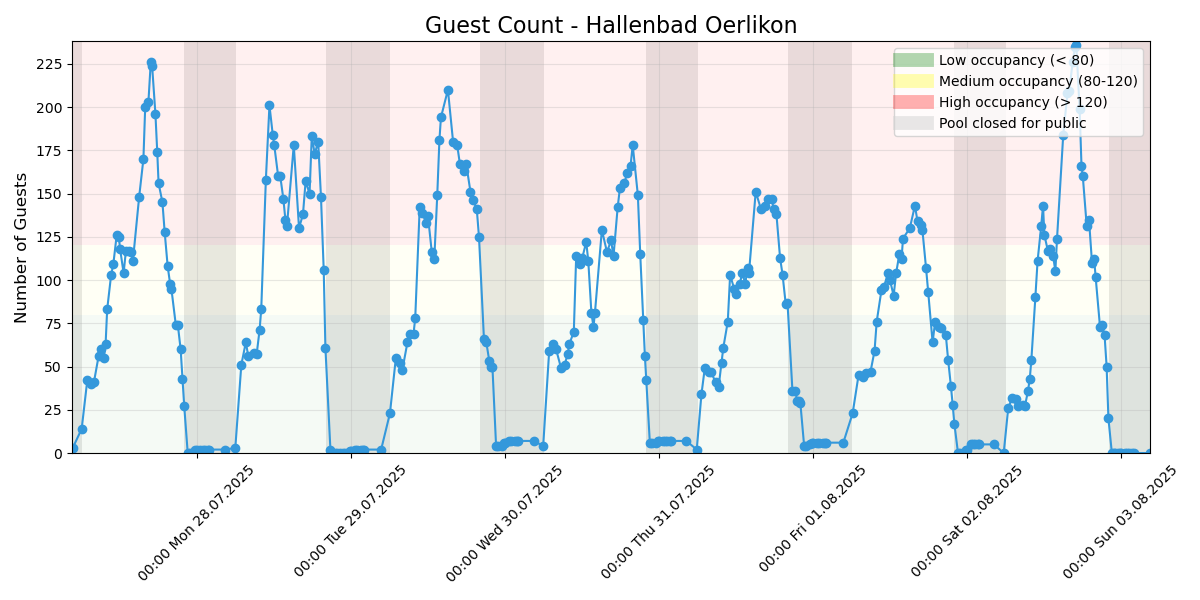 Guest Count - Hallenbad Oerlikon
Number of Guests
225
200
175
150
125
100
75
50
25
0
Low occupancy (< 80)
Medium occupancy (80-120)
High occupancy (> 120)
Pool closed for public
00:00 Mon 28.07.2025
00:00 Tue 29.07.2025
00:00 Wed 30.07.2025
00:00 Thu 31.07.2025
00:00 Fri 01.08.2025
00:00 Sat 02.08.2025
00:00 Sun 03.08.2025